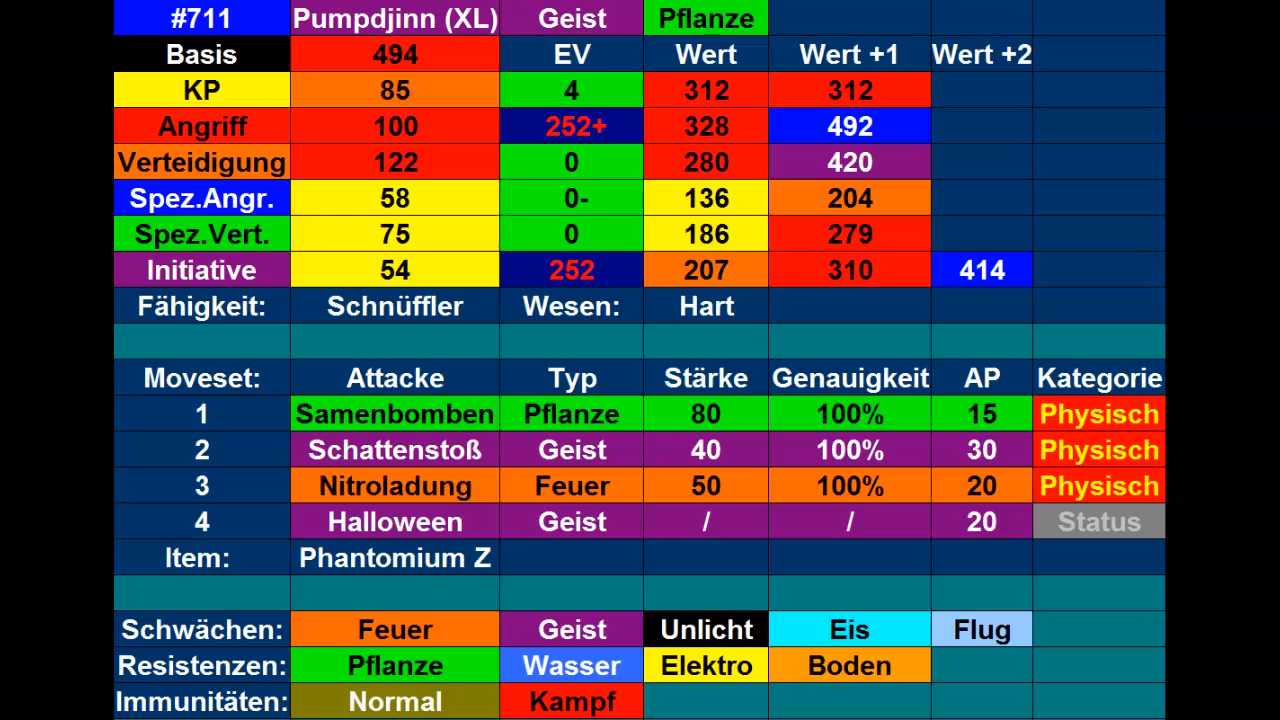 #711 Pumpdjinn (XL) Geist Pflanze
Basis 494 EV Wert Wert +1 Wert +2
KP 85 4 312 312
Angriff 100 252+ 328 492
Verteidigung 122 0 280 420
Spez.Angr. 58 0- 136 204
Spez.Vert. 75 0 186 279
Initiative 54 252 207 310 414
Fähigkeit: Schnüffler Wesen: Hart
Moveset: Attacke Typ Stärke Genauigkeit AP Kategorie
1 Samenbomben Pflanze 80 100% 15 Physisch
2 Schattenstoß Geist 40 100% 30 Physisch
3 Nitroladung Feuer 50 100% 20 Physisch
4 Halloween Geist / / 20 Status
Item: Phantomium Z
Schwächen: Feuer Geist Unlicht Eis Flug
Resistenzen: Pflanze Wasser Elektro Boden
Immunitäten: Normal Kampf